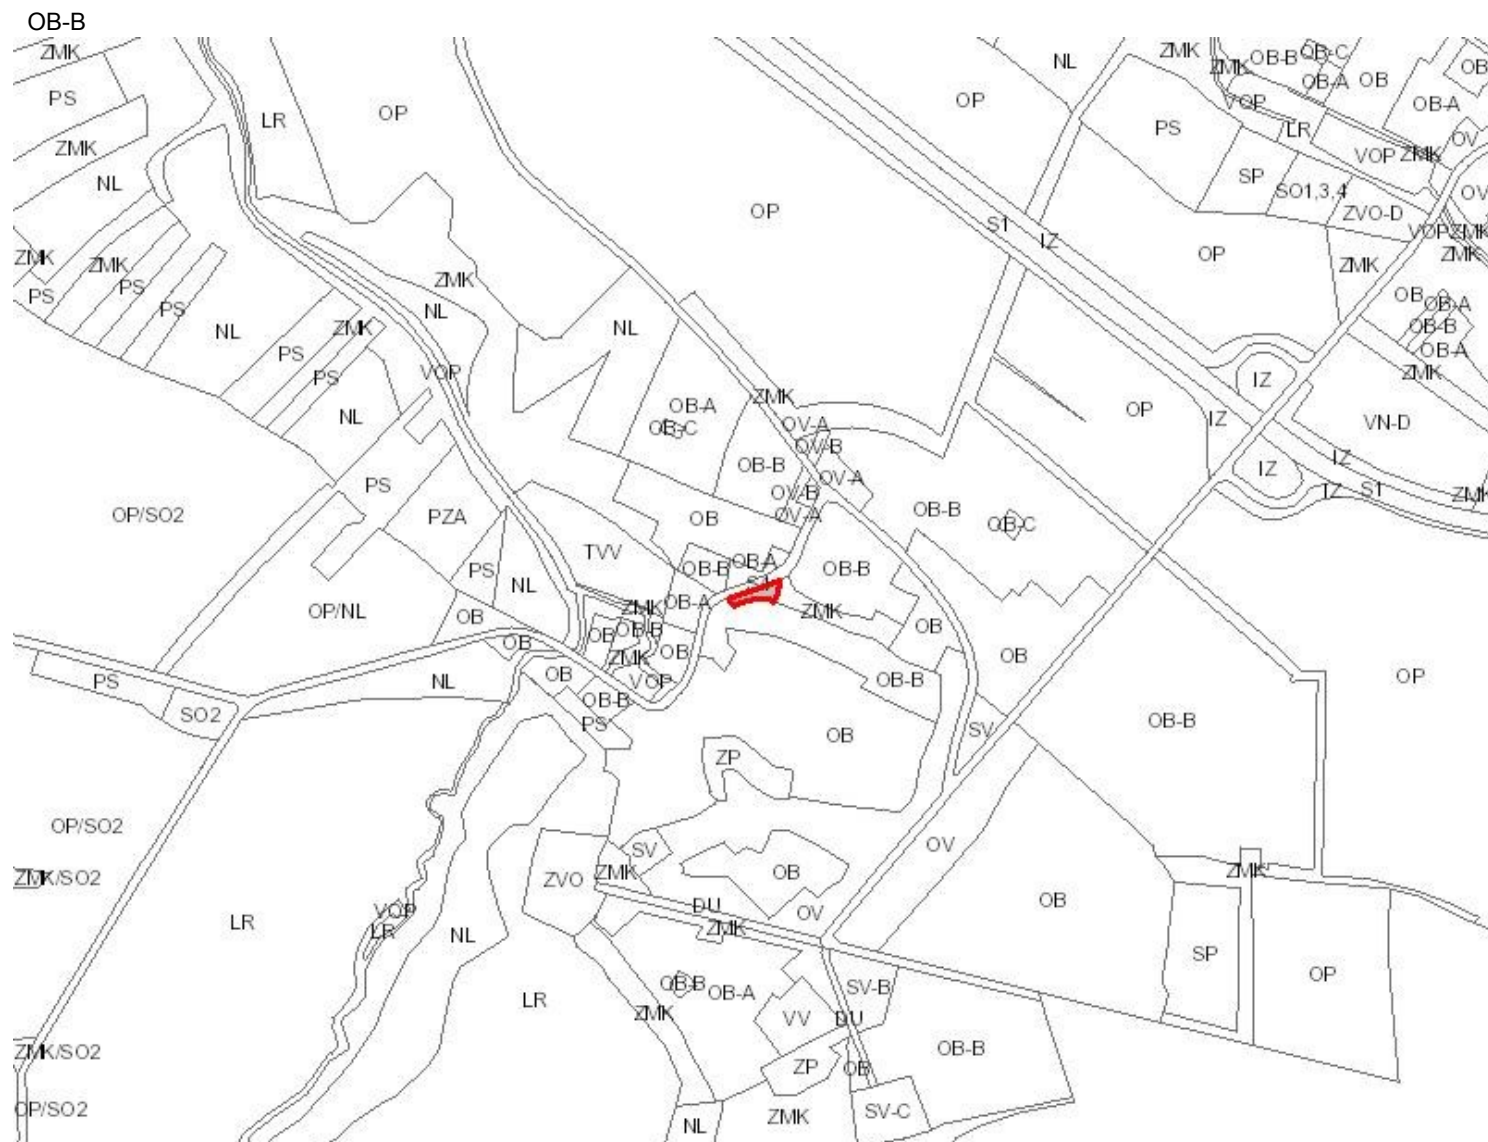 OB-B
ZMK
PS
ZMK
NL
LR
OP
OP
OP
NL
ZMK
ZMK
OB-B
OB-C
OB-A
OB
OB
OB-A
VOP
LR
PS
VOP
ZMK
OV
SP
SO1,3,4
OV
ZVO-D
VOP
ZMK
ZMK
S1
IZ
OP
ZMK
ZMK
ZMK
PS
PS
PS
NL
ZMK
NL
ZMK
NL
PS
PS
VOP
NL
OB
OB-A
OB-B
OB-A
ZMK
IZ
OP
IZ
VN-D
IZ
IZ
IZ
S1
ZMK
ZMK
OB-A
OB-C
OV-A
OV-B
OB-B
OV-A
OV-B
OV-A
OB
OB-B
OB-C
PS
OP/SO2
PZA
TVV
PS
NL
OB-B
OB-A
OB-B
OB-A
ZMK
ZMK
OP/NL
OB
OB
OB
OB-B
OB
ZMK
VOP
OB
OB
OB
OB-B
OB-B
PS
PS
SO2
NL
OP
OB-B
SV
OB
ZP
OP/SO2
ZMK/SO2
SV
ZMK
ZVO
OB
OV
OV
ZMK
OB
DU
ZMK
VOP
LR
LR
NL
SP
OP
LR
OB-B
OB-A
ZMK
SV-B
VV
DU
OB-B
ZMK/SO2
ZP
OB
OP/SO2
NL
ZMK
SV-C